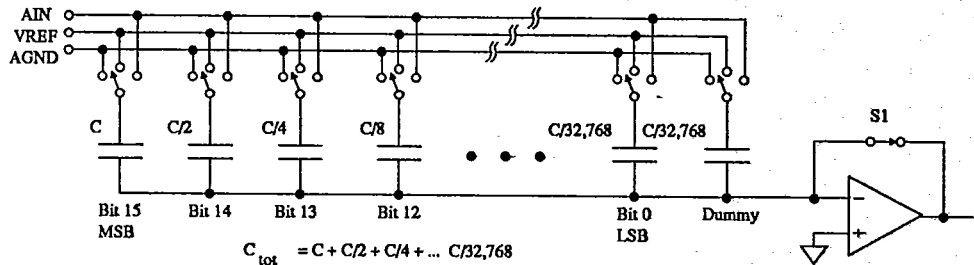 AIN
VREF
AGND
C
C/2
C/4
C/8
C/32,768
C/32,768
S1
−
+
Bit 15
MSB
Bit 14
Bit 13
Bit 12
Bit 0
LSB
Dummy
C tot = C + C/2 + C/4 + ... C/32,768